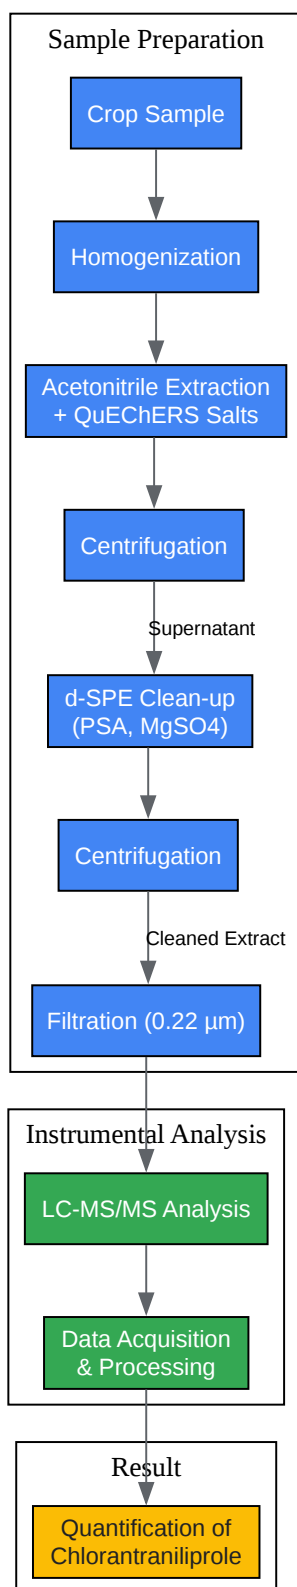 Sample Preparation
Crop Sample
Homogenization
Acetonitrile Extraction
+ QuEChERS Salts
Centrifugation
Supernatant
d-SPE Clean-up
(PSA, MgSO4)
Centrifugation
Cleaned Extract
Filtration (0.22 µm)
Instrumental Analysis
LC-MS/MS Analysis
Data Acquisition
& Processing
Result
Quantification of
Chlorantraniliprole